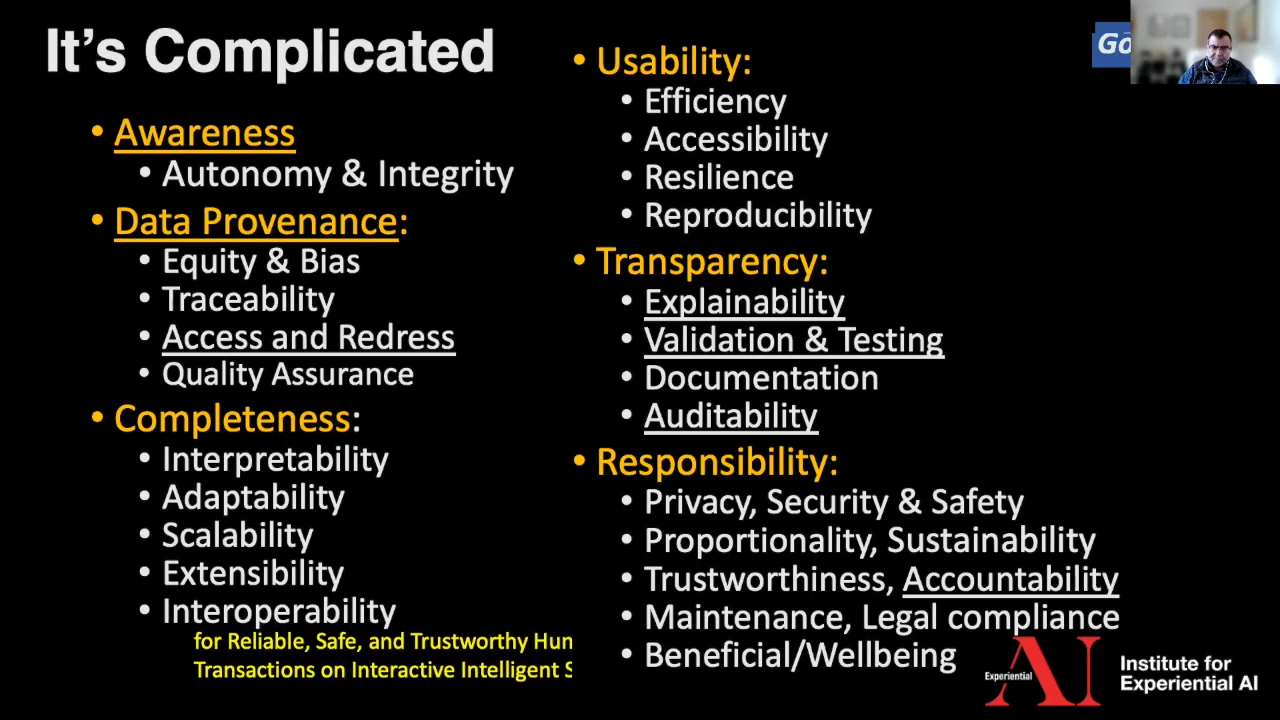 It's Complicated
• Awareness
• Autonomy & Integrity
• Data Provenance:
• Equity & Bias
• Traceability
• Access and Redress
• Quality Assurance
• Completeness:
• Interpretability
• Adaptability
• Scalability
• Extensibility
• Interoperability
for Reliable, Safe, and Trustworthy Hum
Transactions on Interactive Intelligent S
• Usability:
• Efficiency
• Accessibility
• Resilience
• Reproducibility
• Transparency:
• Explainability
• Validation & Testing
• Documentation
• Auditability
• Responsibility:
• Privacy, Security & Safety
• Proportionality, Sustainability
• Trustworthiness, Accountability
• Maintenance, Legal compliance
• Beneficial/Wellbeing
Go
Experiential
AI
Institute for
Experiential AI